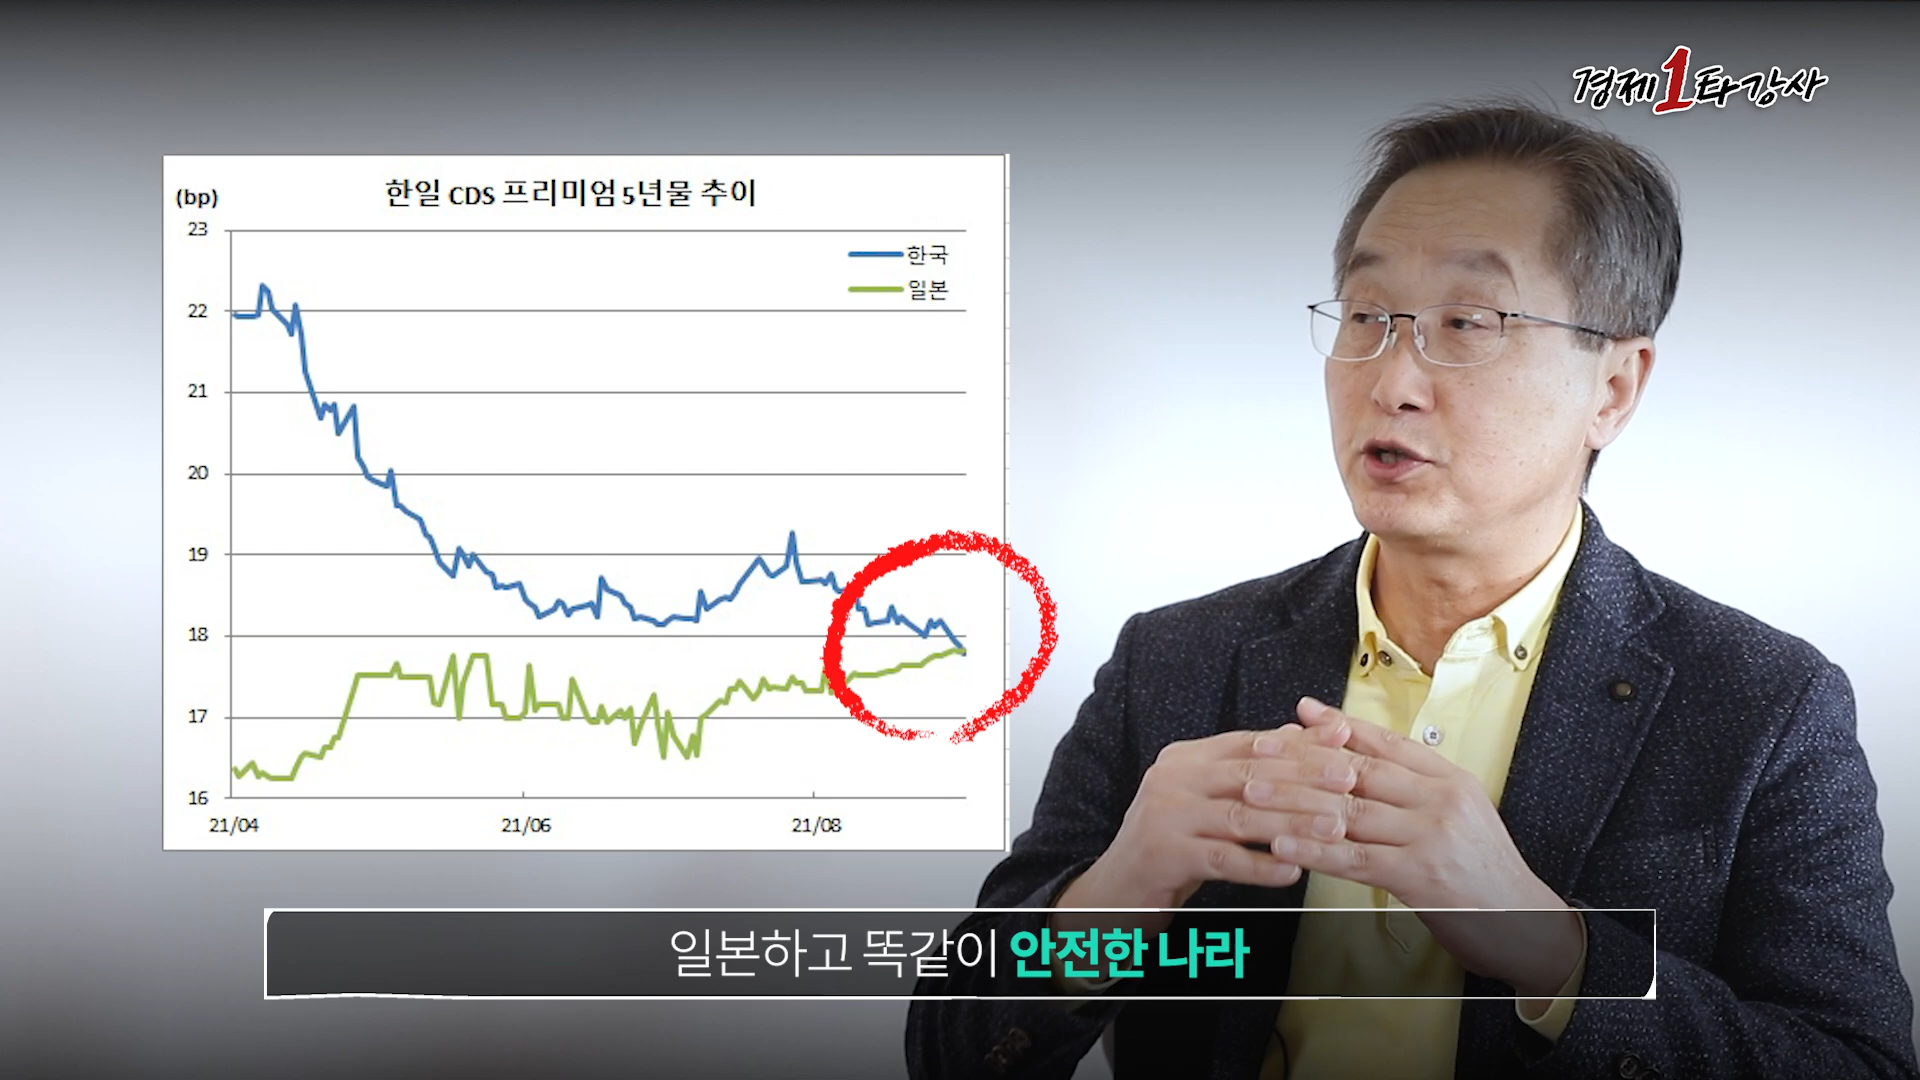 경제1타강사
한일 CDS 프리미엄 5년물 추이
(bp)
23
22
21
20
19
18
17
16
한국
일본
21/04
21/06
21/08
일본하고 똑같이 안전한 나라